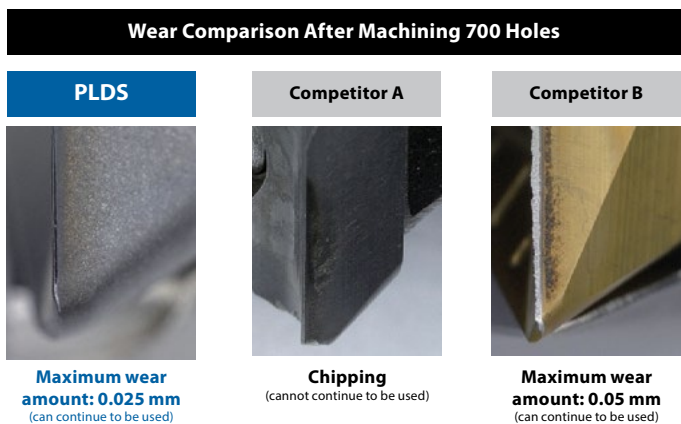 Wear Comparison After Machining 700 Holes
PLDS
Competitor A
Competitor B
Maximum wear
amount: 0.025 mm
(can continue to be used)
Chipping
(cannot continue to be used)
Maximum wear
amount: 0.05 mm
(can continue to be used)